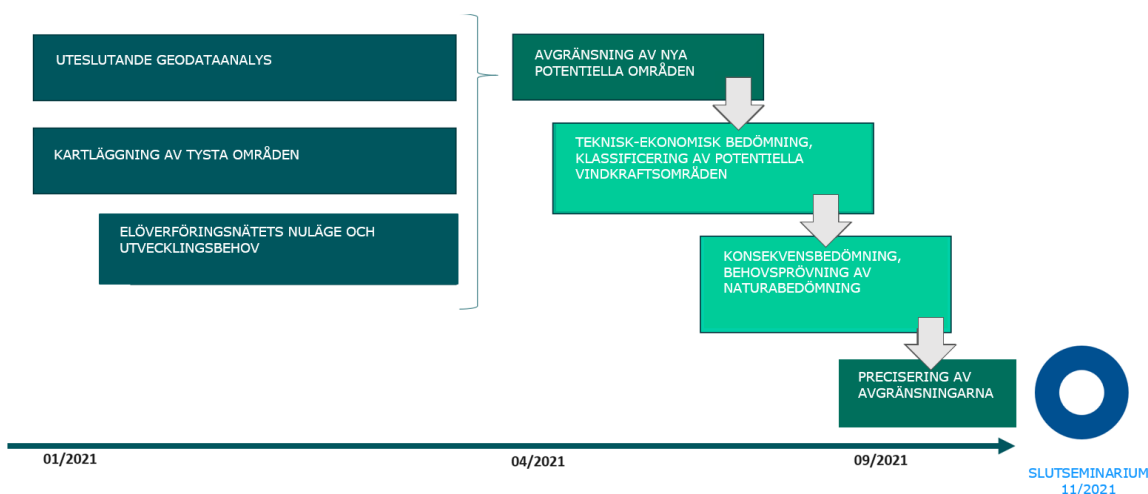 UTESLUTANDE GEODATAANALYS
KARTLÄGGNING AV TYSTA OMRÅDEN
ELÖVERFÖRINGSNÄTETS NULÄGE OCH
UTVECKLINGSBEHOV
AVGRÄNSNING AV NYA
POTENTIELLA OMRÅDEN
TEKNISK-EKONOMISK BEDÖMNING,
KLASSIFICERING AV POTENTIELLA
VINDKRAFTSOMRÅDEN
KONSEKVENSBEDÖMNING,
BEHOVSPRÖVNING AV
NATURABEDÖMNING
PRECISERING AV
AVGRÄNSNINGARNA
01/2021
04/2021
09/2021
SLUTSEMINARIUM
11/2021